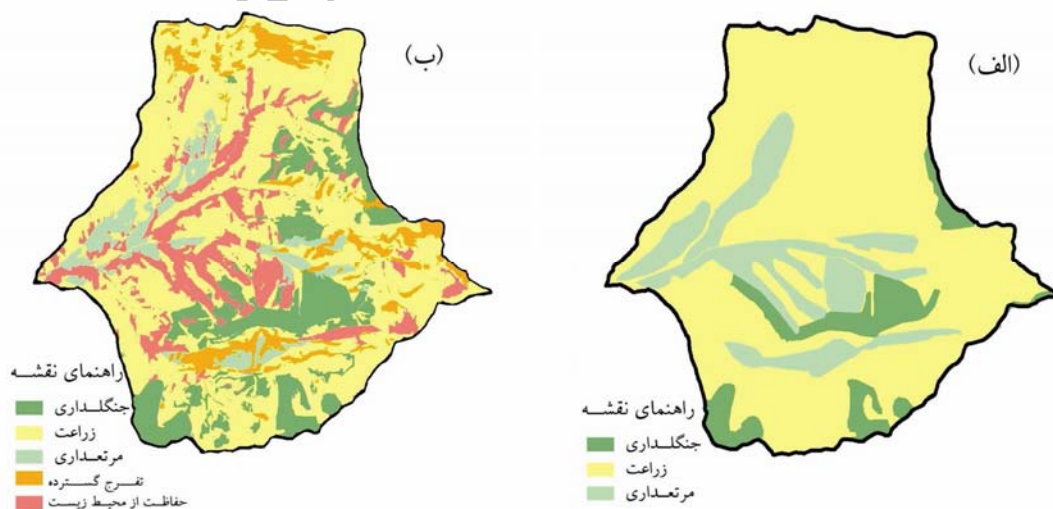 (الف)
راهنمای نقشه
جنگلداری
زراعت
مرتعداری
(ب)
راهنمای نقشه
جنگلداری
زراعت
مرتعداری
تفرج گسترده
حفاظت از محیط زیست